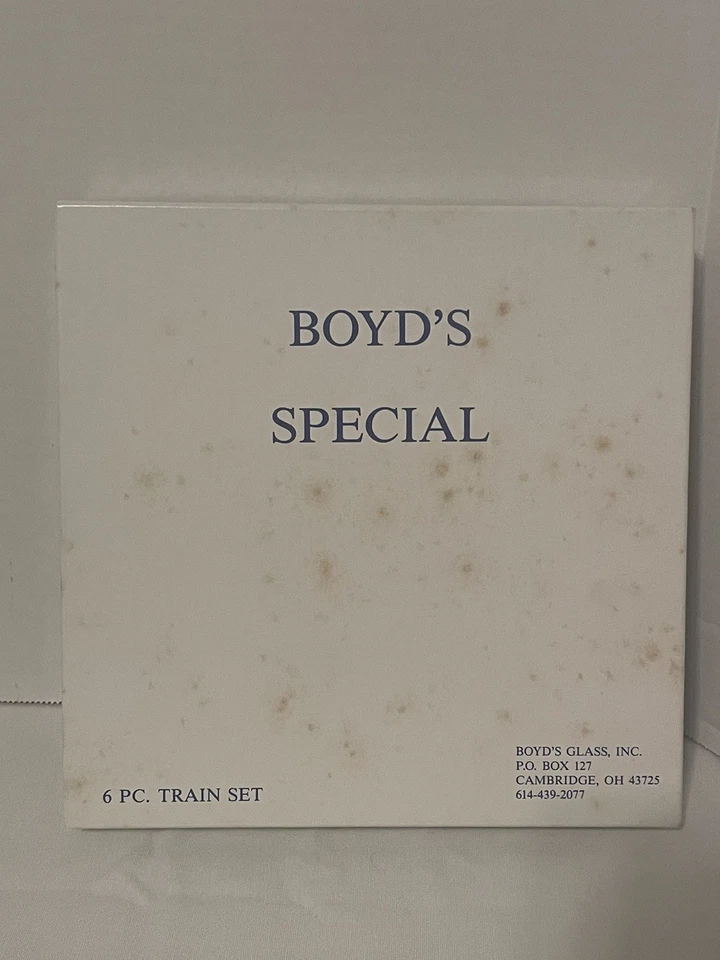 BOYD'S
SPECIAL
6 PC. TRAIN SET
BOYD'S GLASS, INC.
P.O. BOX 127
CAMBRIDGE, OH 43725
614-439-2077